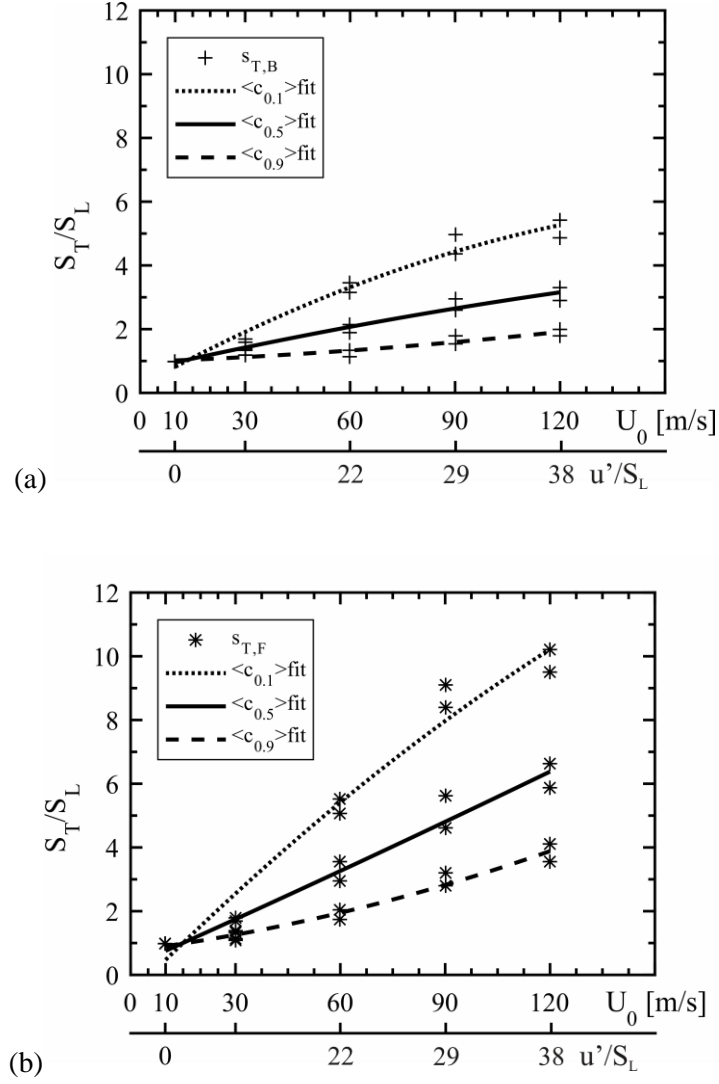 12
10
8
6
4
2
0
S_T/S_L
s_T,B
<c_0.1>fit
<c_0.5>fit
<c_0.9>fit
0 10 30 60 90 120 U_0 [m/s]
0 22 29 38 u'/S_L
(a)
12
10
8
6
4
2
0
S_T/S_L
s_T,F
<c_0.1>fit
<c_0.5>fit
<c_0.9>fit
0 10 30 60 90 120 U_0 [m/s]
0 22 29 38 u'/S_L
(b)